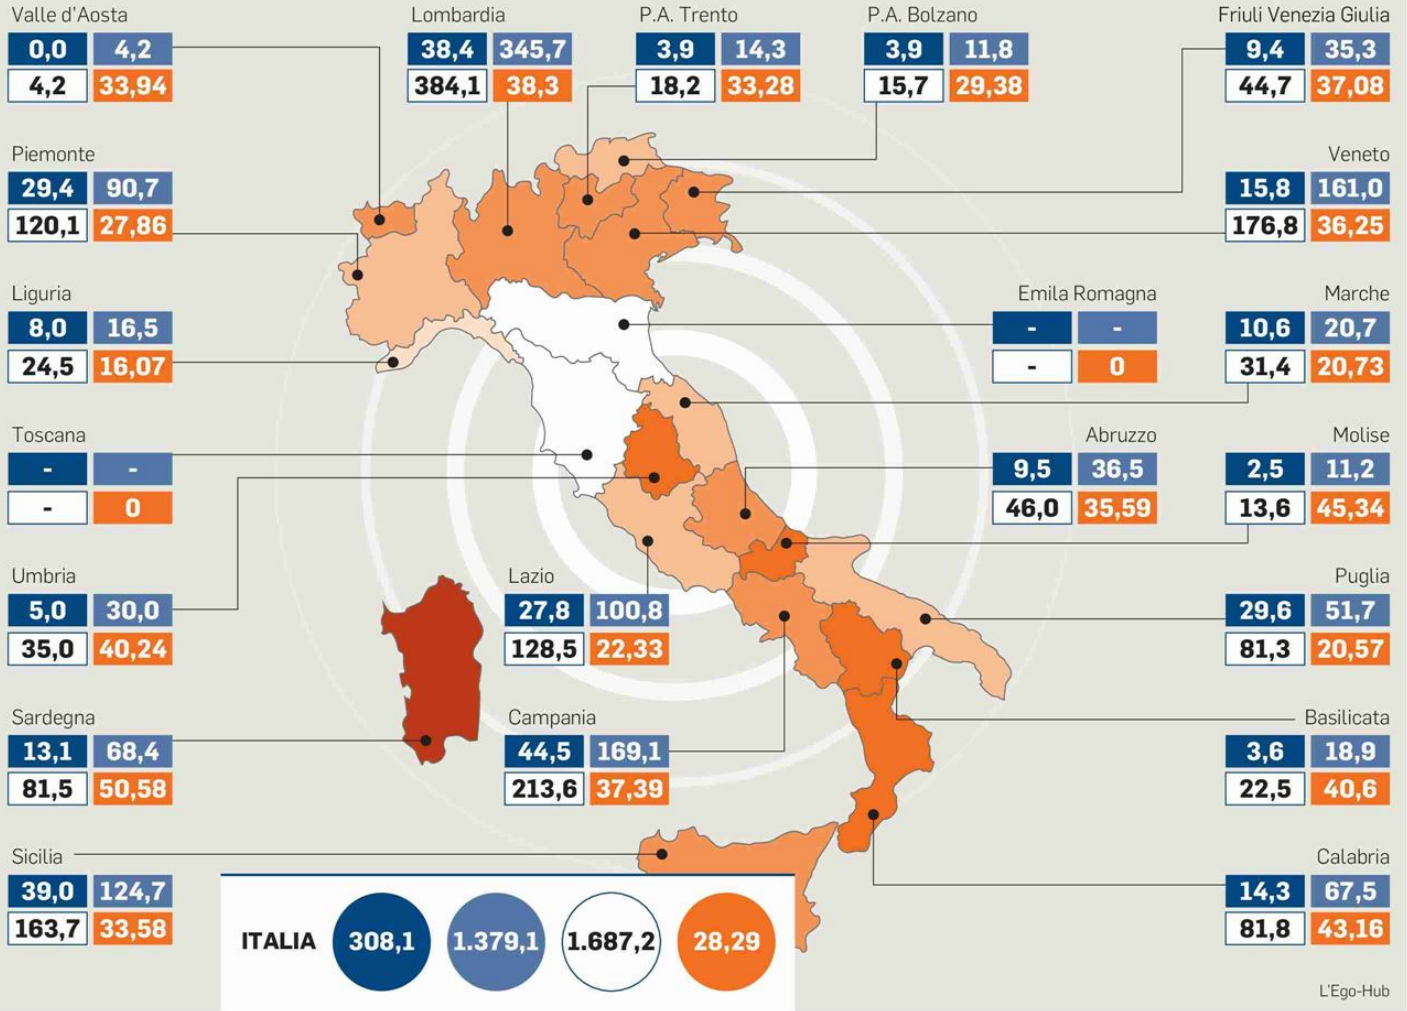 Valle d'Aosta
0,0 4,2
4,2 33,94
Lombardia
38,4 345,7
384,1 38,3
P.A. Trento
3,9 14,3
18,2 33,28
P.A. Bolzano
3,9 11,8
15,7 29,38
Friuli Venezia Giulia
9,4 35,3
44,7 37,08
Piemonte
29,4 90,7
120,1 27,86
Veneto
15,8 161,0
176,8 36,25
Liguria
8,0 16,5
24,5 16,07
Emila Romagna
- -
- 0
Marche
10,6 20,7
31,4 20,73
Toscana
- -
- 0
Abruzzo
9,5 36,5
46,0 35,59
Molise
2,5 11,2
13,6 45,34
Umbria
5,0 30,0
35,0 40,24
Lazio
27,8 100,8
128,5 22,33
Puglia
29,6 51,7
81,3 20,57
Sardegna
13,1 68,4
81,5 50,58
Campania
44,5 169,1
213,6 37,39
Basilicata
3,6 18,9
22,5 40,6
Sicilia
39,0 124,7
163,7 33,58
Calabria
14,3 67,5
81,8 43,16
ITALIA 308,1 1.379,1 1.687,2 28,29
L'Ego-Hub